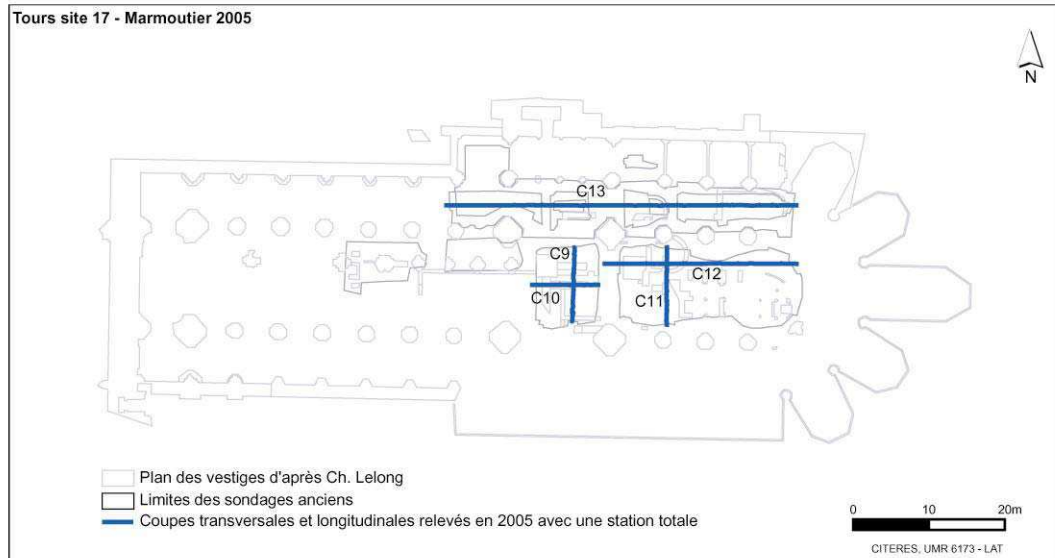 Tours site 17 - Marmoutier 2005
N
C13
C9
C12
C10
C11
Plan des vestiges d'après Ch. Lelong
Limites des sondages anciens
Coupes transversales et longitudinales relevés en 2005 avec une station totale
0 10 20m
CITERES, UMR 6173 - LAT